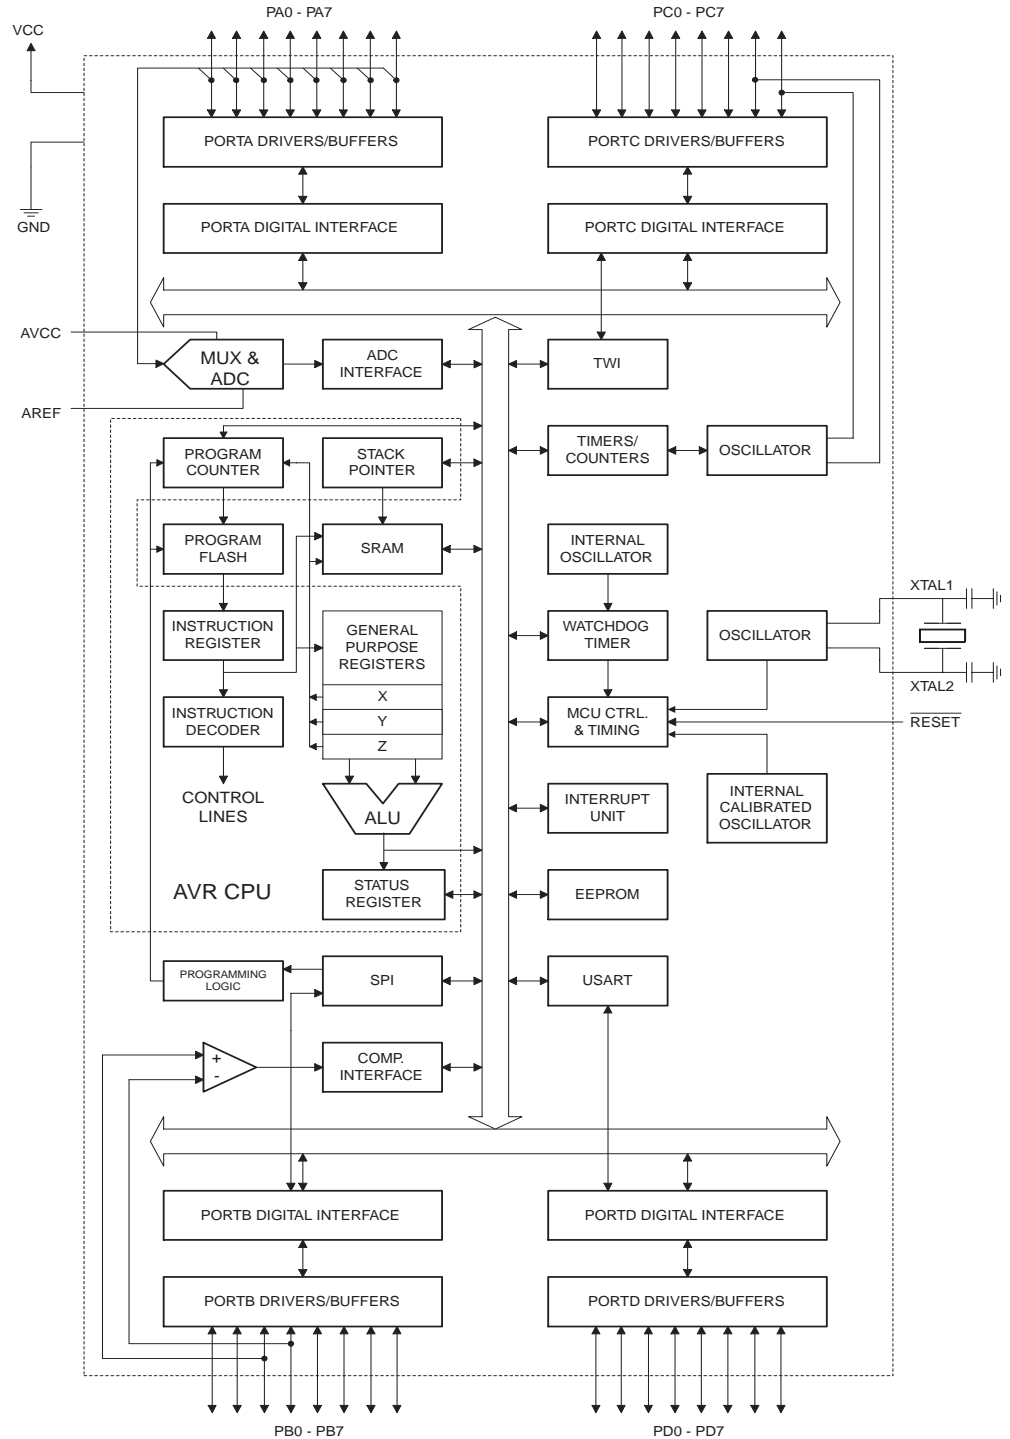 PA0 - PA7
PC0 - PC7
VCC
PORTA DRIVERS/BUFFERS
PORTC DRIVERS/BUFFERS
PORTA DIGITAL INTERFACE
PORTC DIGITAL INTERFACE
GND
AVCC
MUX &
ADC
ADC
INTERFACE
TWI
AREF
PROGRAM
COUNTER
STACK
POINTER
TIMERS/
COUNTERS
OSCILLATOR
PROGRAM
FLASH
SRAM
INTERNAL
OSCILLATOR
XTAL1
INSTRUCTION
REGISTER
GENERAL
PURPOSE
REGISTERS
WATCHDOG
TIMER
OSCILLATOR
XTAL2
X
INSTRUCTION
DECODER
Y
Z
MCU CTRL.
& TIMING
RESET
CONTROL
LINES
ALU
INTERRUPT
UNIT
INTERNAL
CALIBRATED
OSCILLATOR
AVR CPU
STATUS
REGISTER
EEPROM
PROGRAMMING
LOGIC
SPI
USART
+
-
COMP.
INTERFACE
PORTB DIGITAL INTERFACE
PORTD DIGITAL INTERFACE
PORTB DRIVERS/BUFFERS
PORTD DRIVERS/BUFFERS
PB0 - PB7
PD0 - PD7